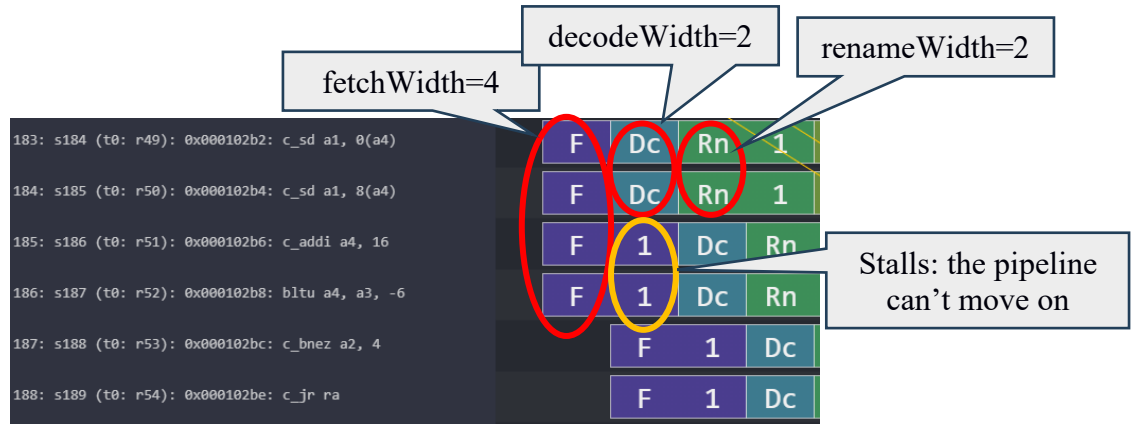 decodeWidth=2
renameWidth=2
fetchWidth=4
183: s184 (t0: r49): 0x000102b2: c_sd a1, 0(a4) F Dc Rn 1
184: s185 (t0: r50): 0x000102b4: c_sd a1, 8(a4) F Dc Rn 1
185: s186 (t0: r51): 0x000102b6: c_addi a4, 16 F 1 Dc Rn
186: s187 (t0: r52): 0x000102b8: bltu a4, a3, -6 F 1 Dc Rn
187: s188 (t0: r53): 0x000102bc: c_bnez a2, 4 F 1 Dc
188: s189 (t0: r54): 0x000102be: c_jr ra F 1 Dc
Stalls: the pipeline
can’t move on